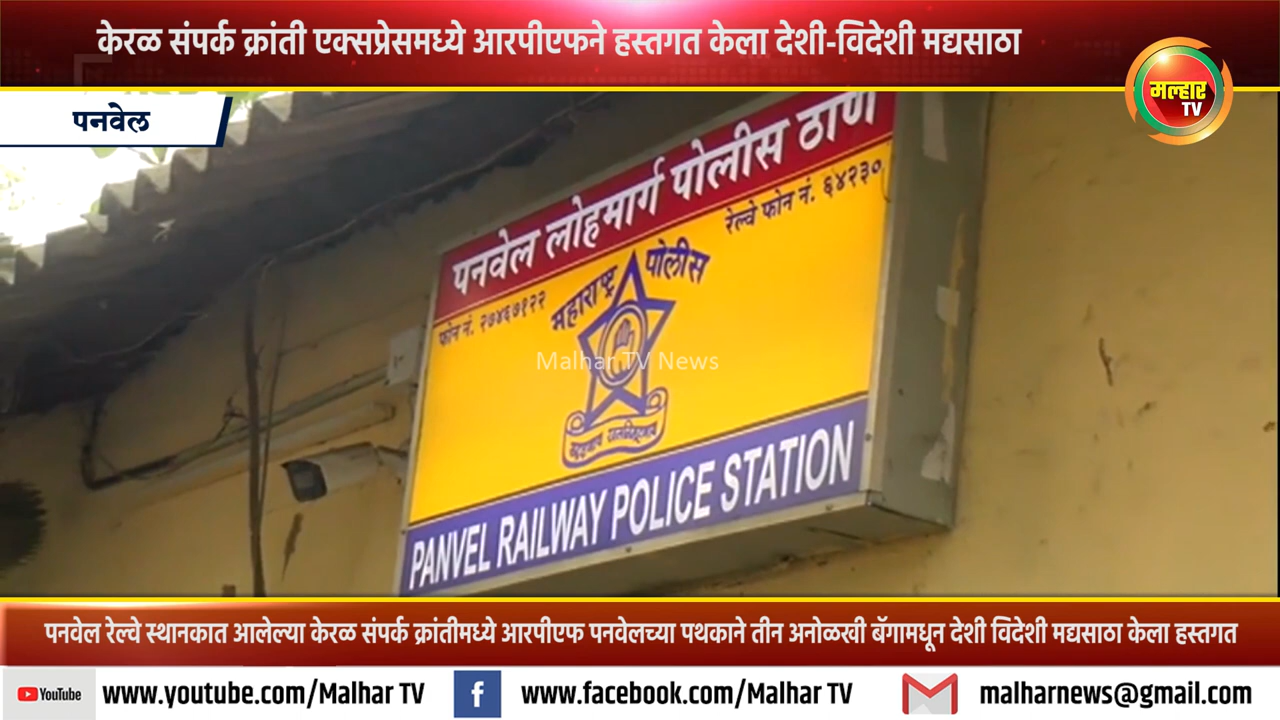 केरळ संपर्क क्रांती एक्सप्रेसमध्ये आरपीएफने हस्तगत केला देशी-विदेशी मद्यसाठा
मल्हार
TV
पनवेल
पनवेल लोहमार्ग पोलीस ठाणे
रेल्वे फोन नं. ६४२३०
फोन नं. २७४६७१२२
महाराष्ट्र पोलीस
Malhar TV News
PANVEL RAILWAY POLICE STATION
पनवेल रेल्वे स्थानकात आलेल्या केरळ संपर्क क्रांतीमध्ये आरपीएफ पनवेलच्या पथकाने तीन अनोळखी बॅगामधून देशी विदेशी मद्यसाठा केला हस्तगत
YouTube www.youtube.com/Malhar TV f www.facebook.com/Malhar TV malharnews@gmail.com